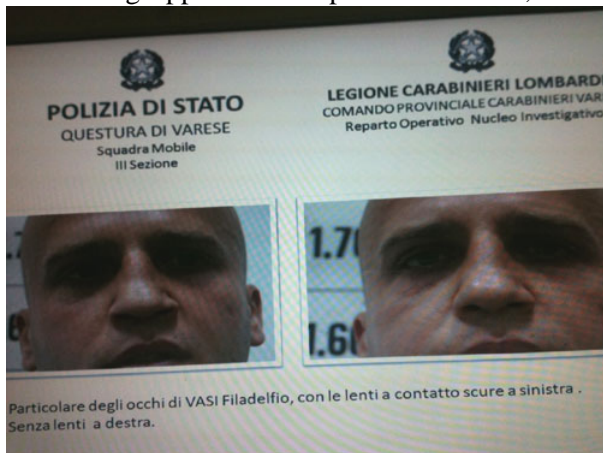 POLIZIA DI STATO
QUESTURA DI VARESE
Squadra Mobile
III Sezione
LEGIONE CARABINIERI LOMBARDI
COMANDO PROVINCIALE CARABINIERI VAR
Reparto Operativo Nucleo Investigativo
1.70
1.60
Particolare degli occhi di VASI Filadelfio, con le lenti a contatto scure a sinistra .
Senza lenti a destra.